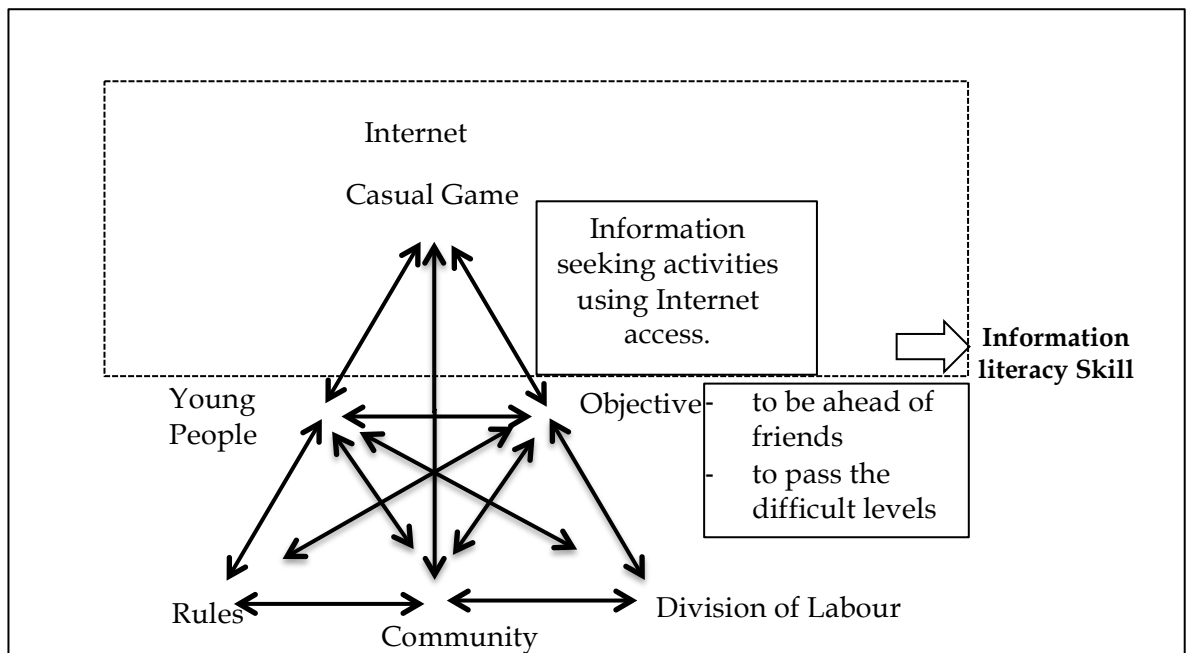 Internet
Casual Game
Information
seeking activities
using Internet
access.
Information
literacy Skill
Young
People
Objective
- to be ahead of
friends
- to pass the
difficult levels
Rules
Community
Division of Labour